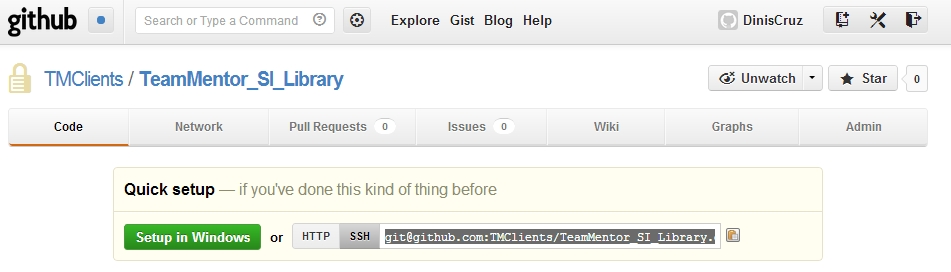 github Search or Type a Command Explore Gist Blog Help DinisCruz
TMClients / TeamMentor_SI_Library Unwatch Star 0
Code Network Pull Requests 0 Issues 0 Wiki Graphs Admin
Quick setup — if you've done this kind of thing before
Setup in Windows or HTTP SSH git@github.com:TMClients/TeamMentor_SI_Library.